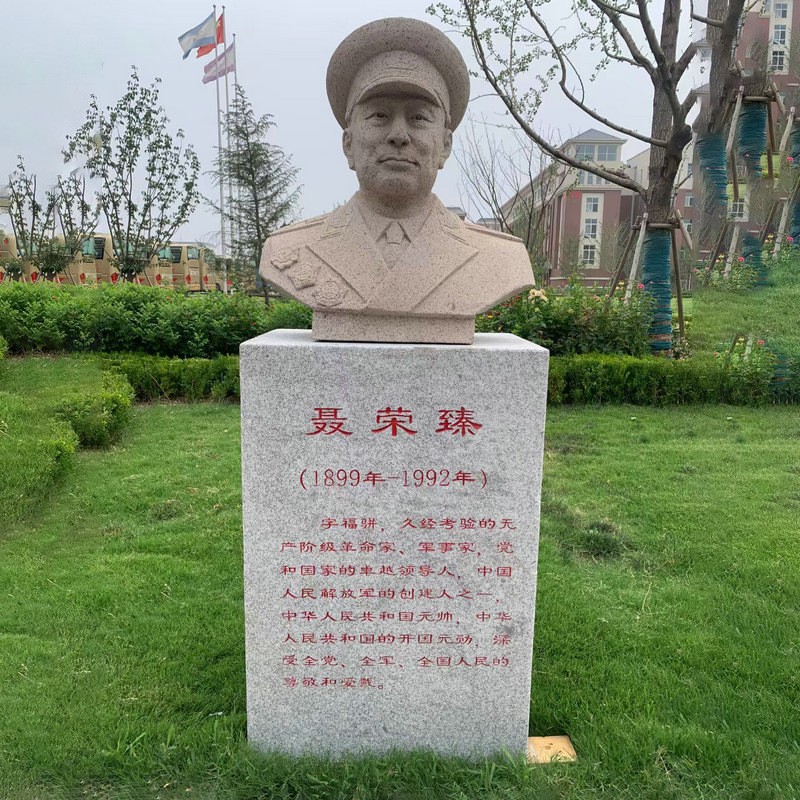 聂荣臻
(1899年-1992年)
字福骈，久经考验的无
产阶级革命家、军事家，党
和国家的卓越领导人，中国
人民解放军的创建人之一，
中华人民共和国元帅，中华
人民共和国的开国元勋，深
受全党、全军、全国人民的
尊敬和爱戴。